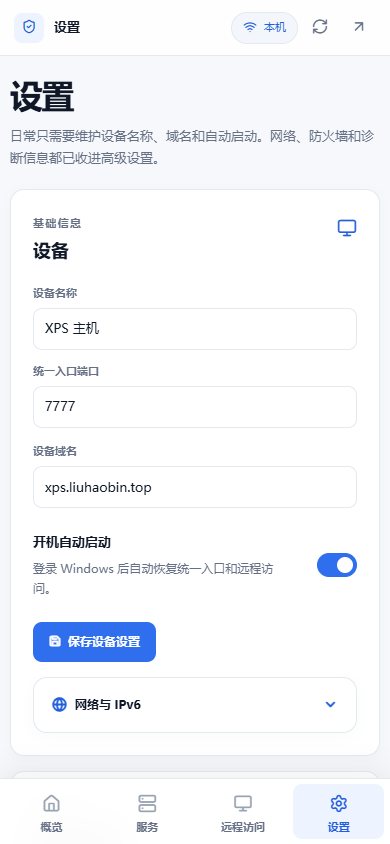 设置
本机
设置
日常只需要维护设备名称、域名和自动启动。网络、防火墙和诊
断信息都已收进高级设置。
基础信息
设备
设备名称
XPS 主机
统一入口端口
7777
设备域名
xps.liuhaobin.top
开机自动启动
登录 Windows 后自动恢复统一入口和远程访
问。
保存设备设置
网络与 IPv6
概览
服务
远程访问
设置